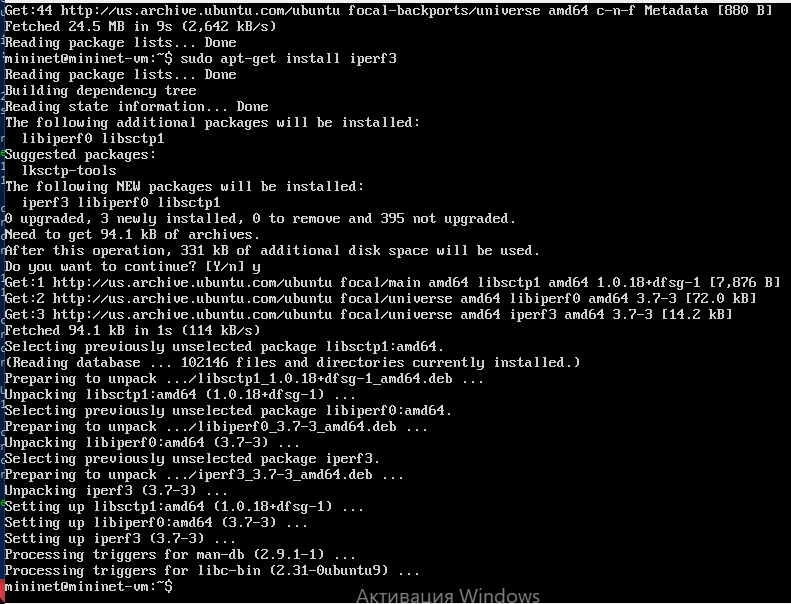 Get:44 http://us.archive.ubuntu.com/ubuntu focal-backports/universe amd64 c-n-f Metadata [880 B]
Fetched 24.5 MB in 9s (2,642 kB/s)
Reading package lists... Done
mininet@mininet-vm:~$ sudo apt-get install iperf3
Reading package lists... Done
Building dependency tree
Reading state information... Done
The following additional packages will be installed:
  libiperf0 libsctp1
Suggested packages:
  lksctp-tools
The following NEW packages will be installed:
  iperf3 libiperf0 libsctp1
0 upgraded, 3 newly installed, 0 to remove and 395 not upgraded.
Need to get 94.1 kB of archives.
After this operation, 331 kB of additional disk space will be used.
Do you want to continue? [Y/n] y
Get:1 http://us.archive.ubuntu.com/ubuntu focal/main amd64 libsctp1 amd64 1.0.18+dfsg-1 [7,876 B]
Get:2 http://us.archive.ubuntu.com/ubuntu focal/universe amd64 libiperf0 amd64 3.7-3 [72.0 kB]
Get:3 http://us.archive.ubuntu.com/ubuntu focal/universe amd64 iperf3 amd64 3.7-3 [14.2 kB]
Fetched 94.1 kB in 1s (114 kB/s)
Selecting previously unselected package libsctp1:amd64.
(Reading database ... 102146 files and directories currently installed.)
Preparing to unpack .../libsctp1_1.0.18+dfsg-1_amd64.deb ...
Unpacking libsctp1:amd64 (1.0.18+dfsg-1) ...
Selecting previously unselected package libiperf0:amd64.
Preparing to unpack .../libiperf0_3.7-3_amd64.deb ...
Unpacking libiperf0:amd64 (3.7-3) ...
Selecting previously unselected package iperf3.
Preparing to unpack .../iperf3_3.7-3_amd64.deb ...
Unpacking iperf3 (3.7-3) ...
Setting up libsctp1:amd64 (1.0.18+dfsg-1) ...
Setting up libiperf0:amd64 (3.7-3) ...
Setting up iperf3 (3.7-3) ...
Processing triggers for man-db (2.9.1-1) ...
Processing triggers for libc-bin (2.31-0ubuntu9) ...
mininet@mininet-vm:~$
Активация Windows